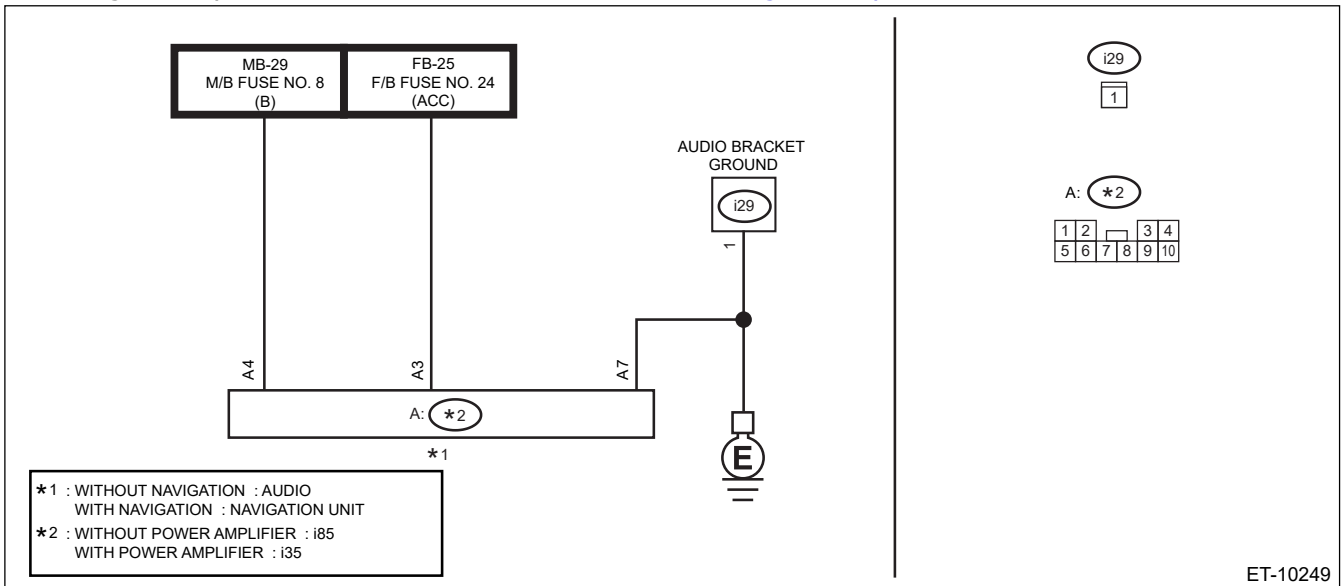 MB-29
M/B FUSE NO. 8
(B)
FB-25
F/B FUSE NO. 24
(ACC)
AUDIO BRACKET
GROUND
i29
1
A4
A3
A7
A: *2
*1
E
*1 : WITHOUT NAVIGATION : AUDIO
WITH NAVIGATION : NAVIGATION UNIT
*2 : WITHOUT POWER AMPLIFIER : i85
WITH POWER AMPLIFIER : i35
i29
1
A: *2
1 2 3 4
5 6 7 8 9 10
ET-10249